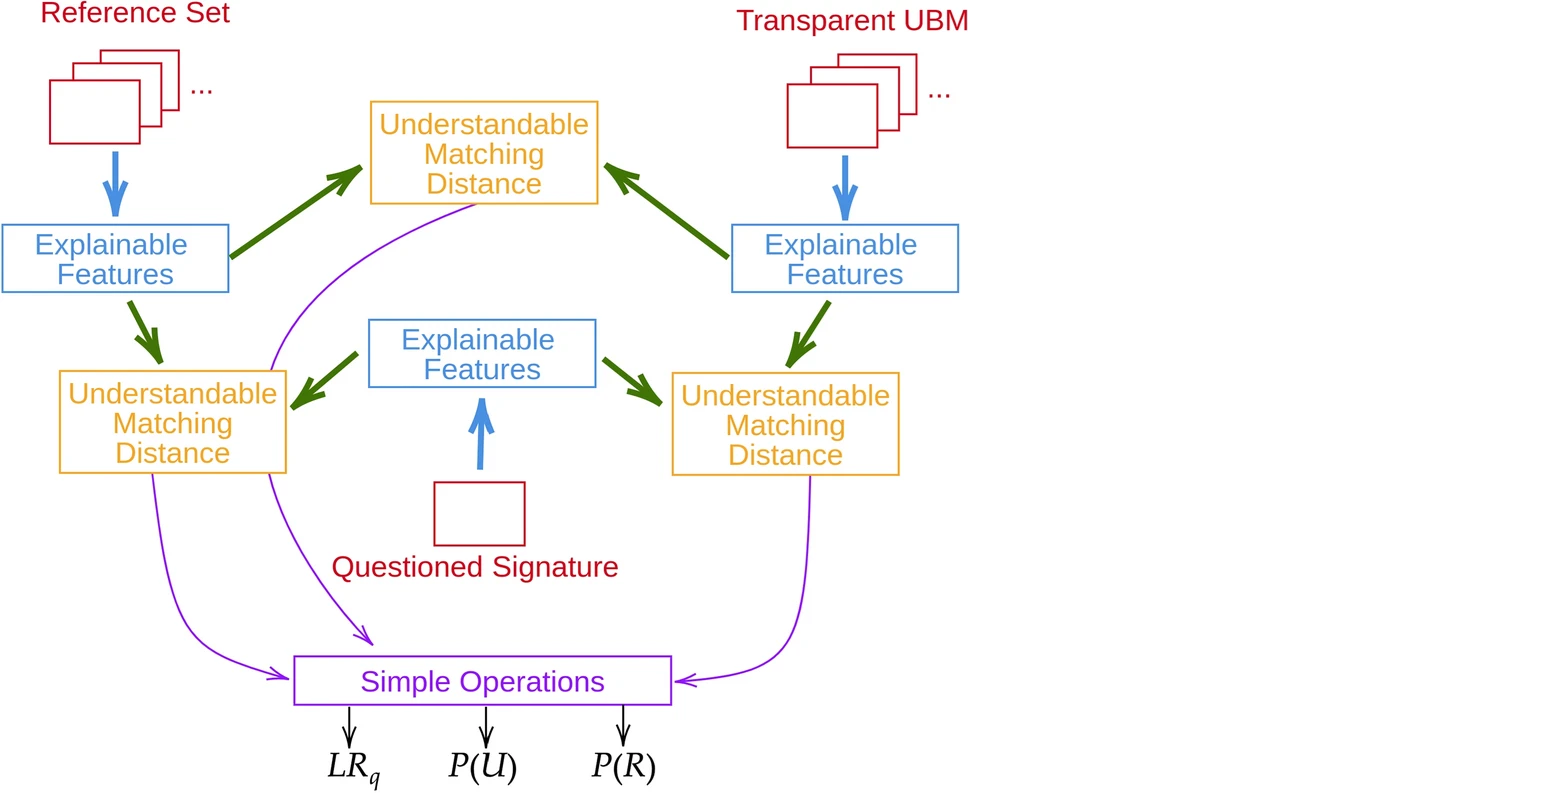 Reference Set
Transparent UBM
...
...
Understandable
Matching
Distance
Explainable
Features
Explainable
Features
Explainable
Features
Understandable
Matching
Distance
Understandable
Matching
Distance
Questioned Signature
Simple Operations
LRq
P(U)
P(R)